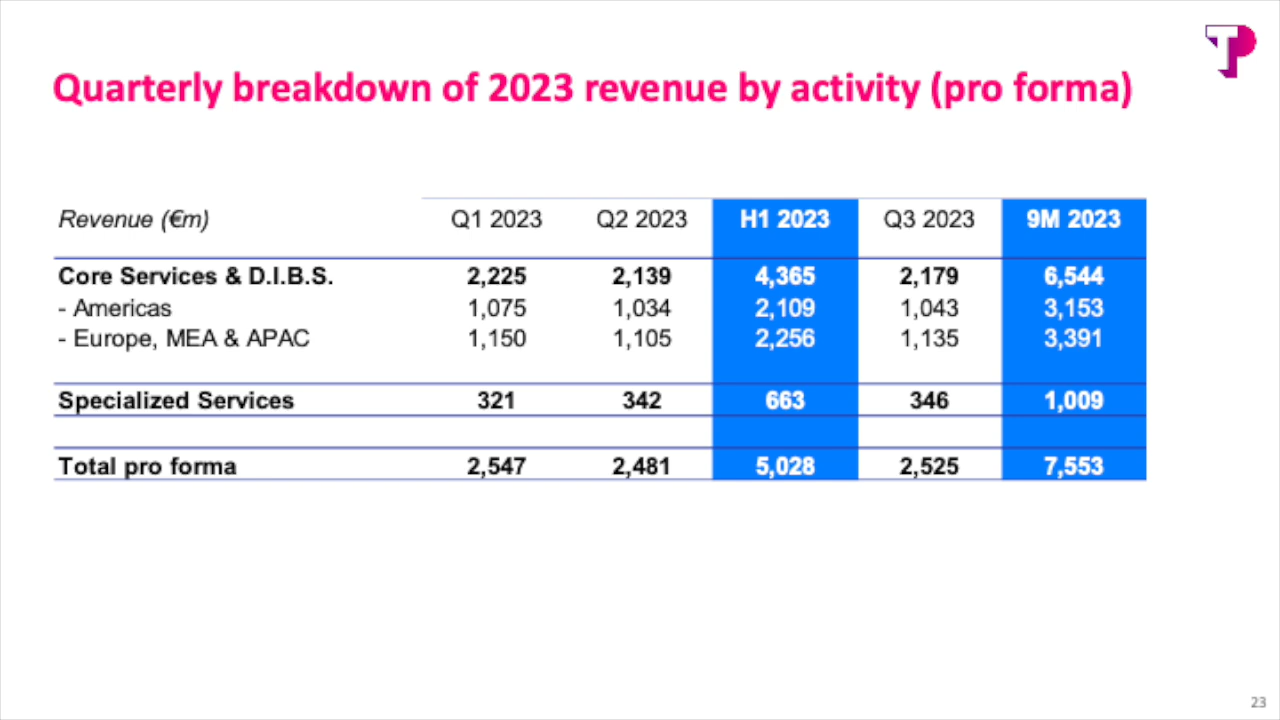 TP
Quarterly breakdown of 2023 revenue by activity (pro forma)
Revenue (€m) Q1 2023 Q2 2023 H1 2023 Q3 2023 9M 2023
Core Services & D.I.B.S. 2,225 2,139 4,365 2,179 6,544
- Americas 1,075 1,034 2,109 1,043 3,153
- Europe, MEA & APAC 1,150 1,105 2,256 1,135 3,391
Specialized Services 321 342 663 346 1,009
Total pro forma 2,547 2,481 5,028 2,525 7,553
23